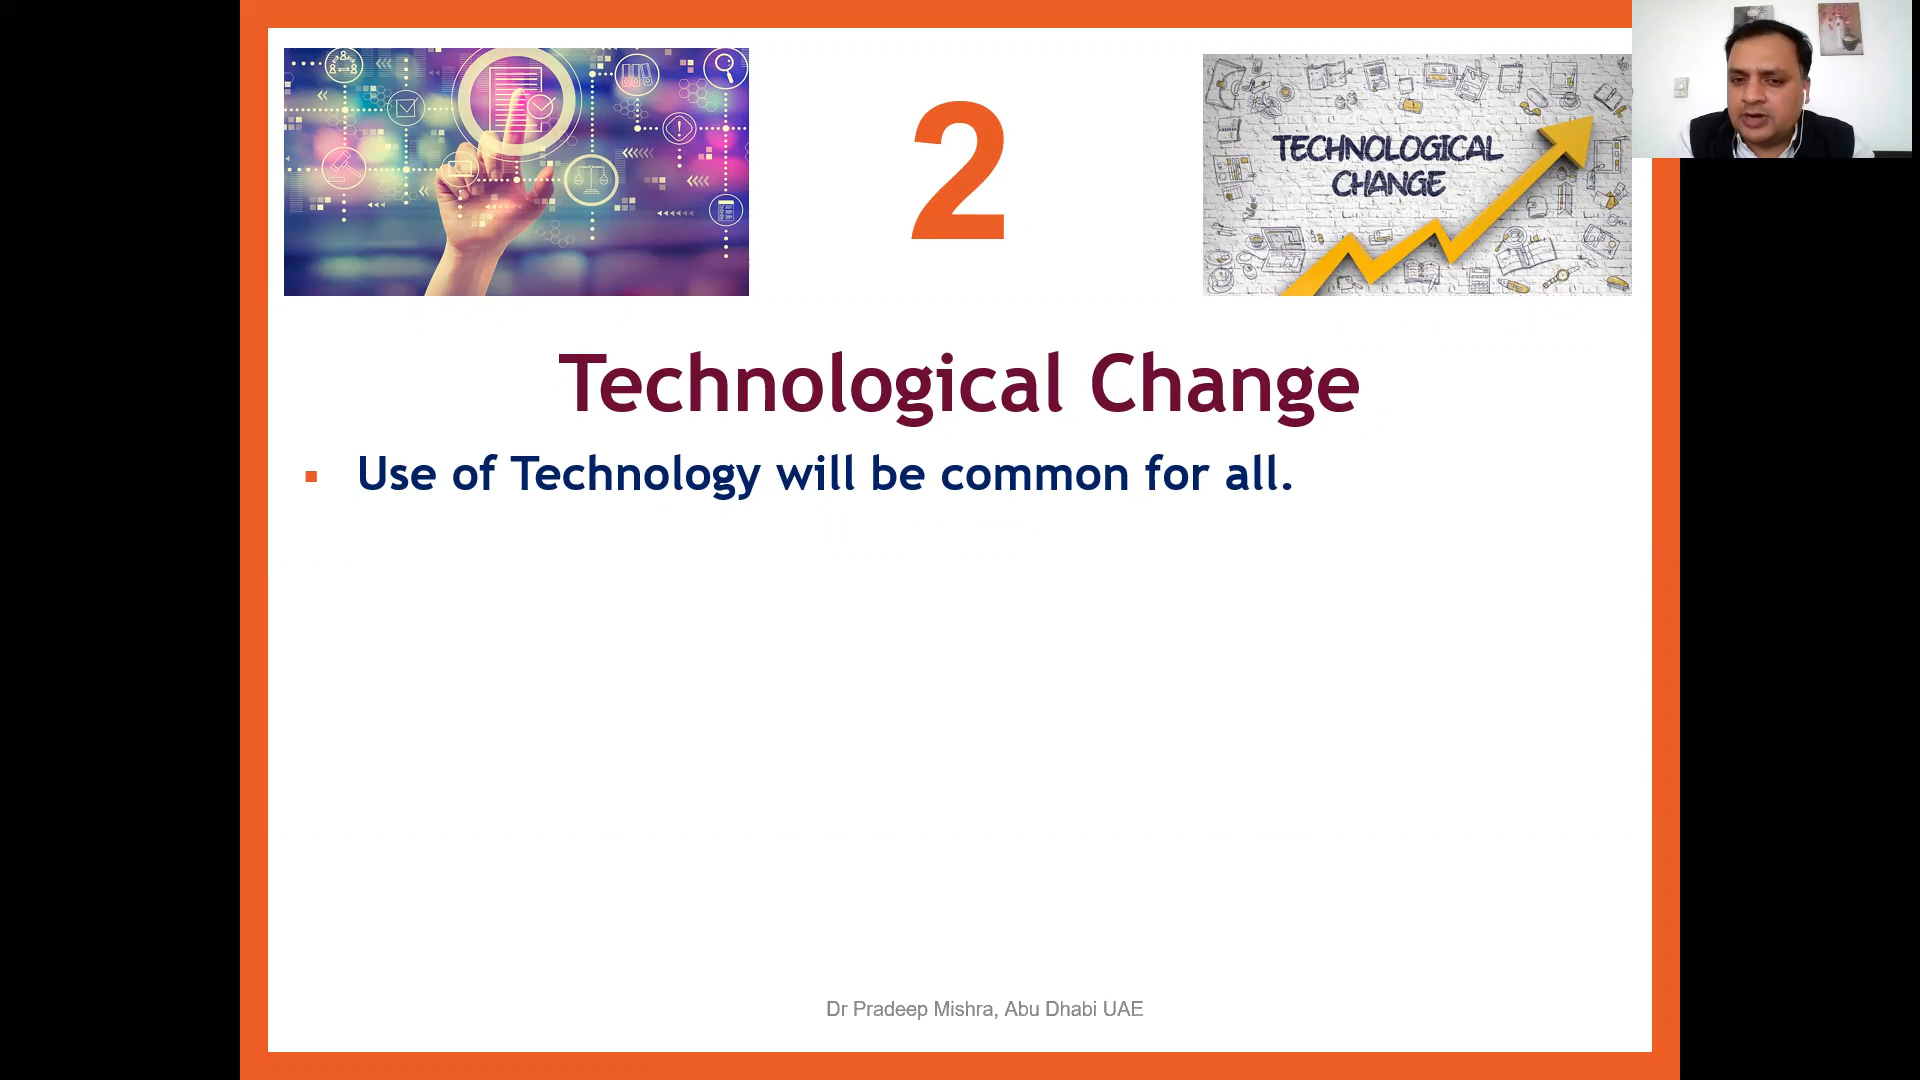 2
TECHNOLOGICAL
CHANGE
Technological Change
▪ Use of Technology will be common for all.
Dr Pradeep Mishra, Abu Dhabi UAE